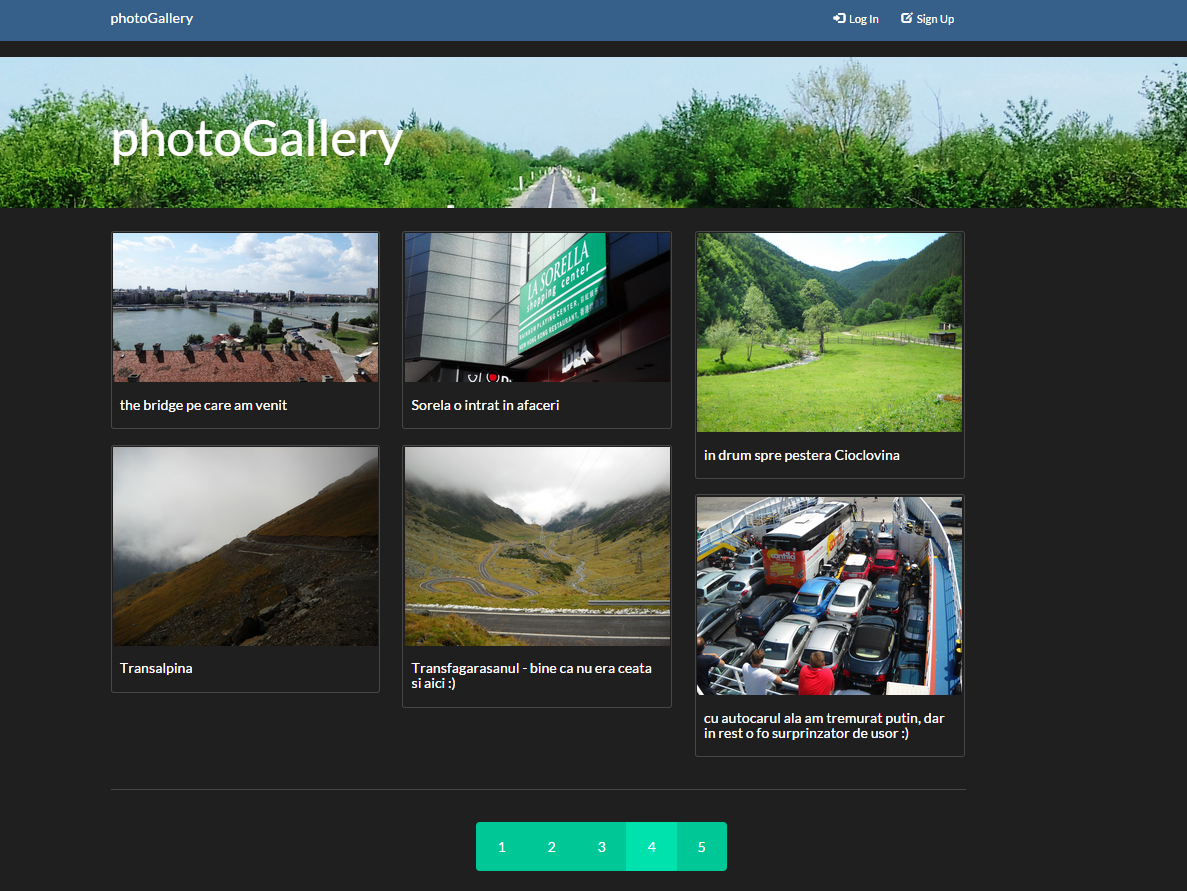 photoGallery
Log In
Sign Up
photoGallery
LA SORELLA
shopping center
the bridge pe care am venit
Sorela o intrat in afaceri
in drum spre pestera Cioclovina
Transalpina
Transfagarasanul - bine ca nu era ceata
si aici :)
cu autocarul ala am tremurat putin, dar
in rest o fo surprinzator de usor :)
1
2
3
4
5